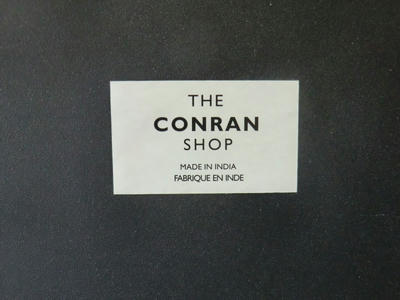 THE
CONRAN
SHOP
MADE IN INDIA
FABRIQUE EN INDE